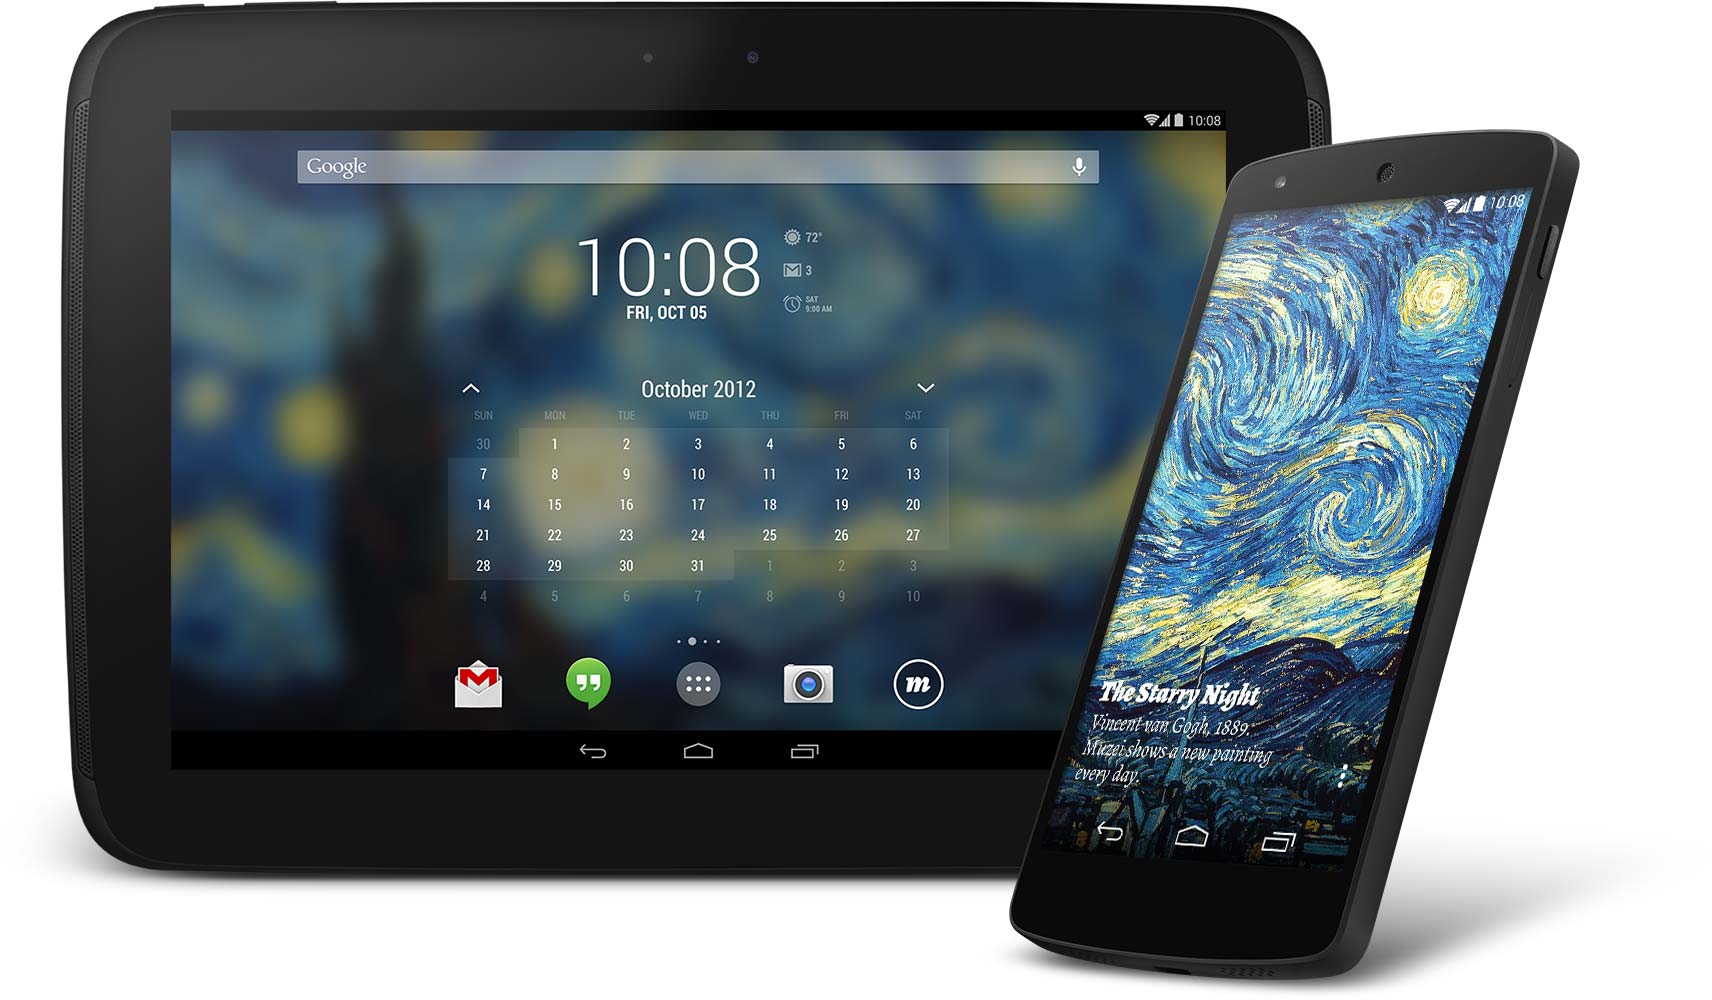 10:08
Google
10:08
72°
3
SAT
9:00 AM
FRI, OCT 05
October 2012
SUN MON TUE WED THU FRI SAT
30 1 2 3 4 5 6
7 8 9 10 11 12 13
14 15 16 17 18 19 20
21 22 23 24 25 26 27
28 29 30 31 1 2 3
4 5 6 7 8 9 10
m
10:08
The Starry Night
Vincent van Gogh, 1889.
Muzei shows a new painting
every day.